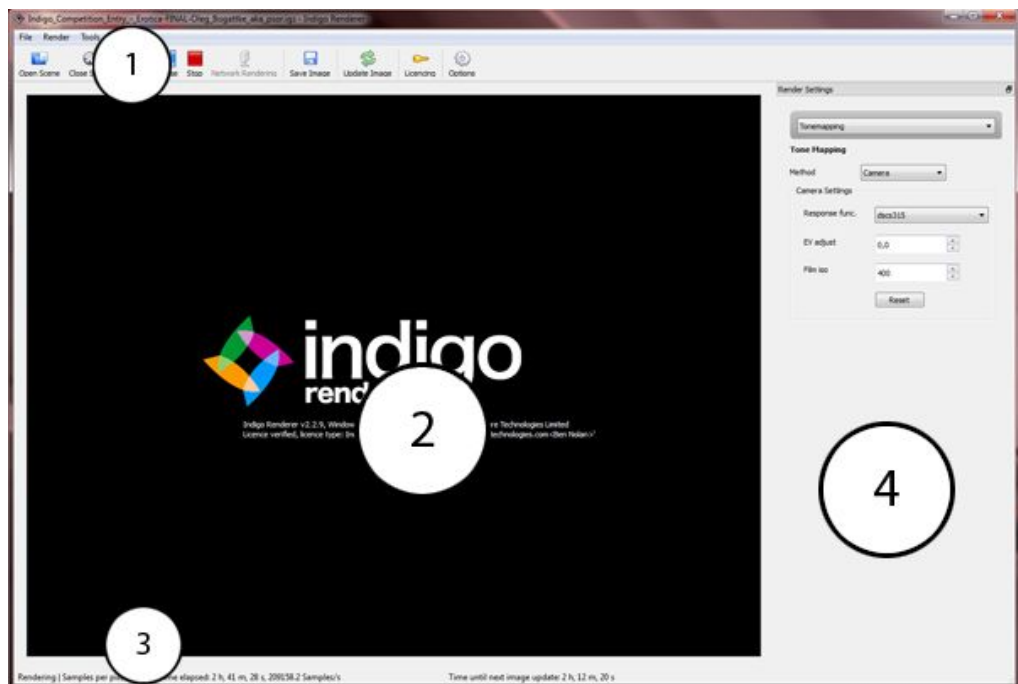 Indigo_Competition_Entry_-_Erotica-FINAL-Oleg_Bogattke_aka_psor.igs - Indigo Renderer
File Render Tools
Open Scene Close Stop Network Rendering Save Image Update Image Licencing Options
1
Render Settings
Tonemapping
Tone Mapping
Method Camera
Camera Settings
Response func. dscs315
EV adjust 0,0
Film iso 400
Reset
indigo
rend
2
Indigo Renderer v2.2.9, Window re Technologies Limited
Licence verified, licence type: technologies.com<Ben Nolan>'
4
3
Rendering | Samples per elapsed: 2 h, 41 m, 28 s, 209158.2 Samples/s Time until next image update: 2 h, 12 m, 20 s